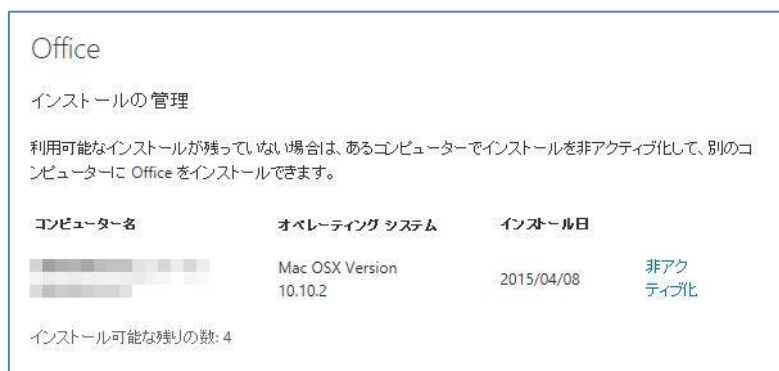 Office
インストールの管理
利用可能なインストールが残っていない場合は、あるコンピューターでインストールを非アクティブ化して、別のコ
ンピューターに Office をインストールできます。
コンピューター名 オペレーティング システム インストール日
Mac OSX Version 2015/04/08 非アク
10.10.2 ティブ化
インストール可能な残りの数: 4